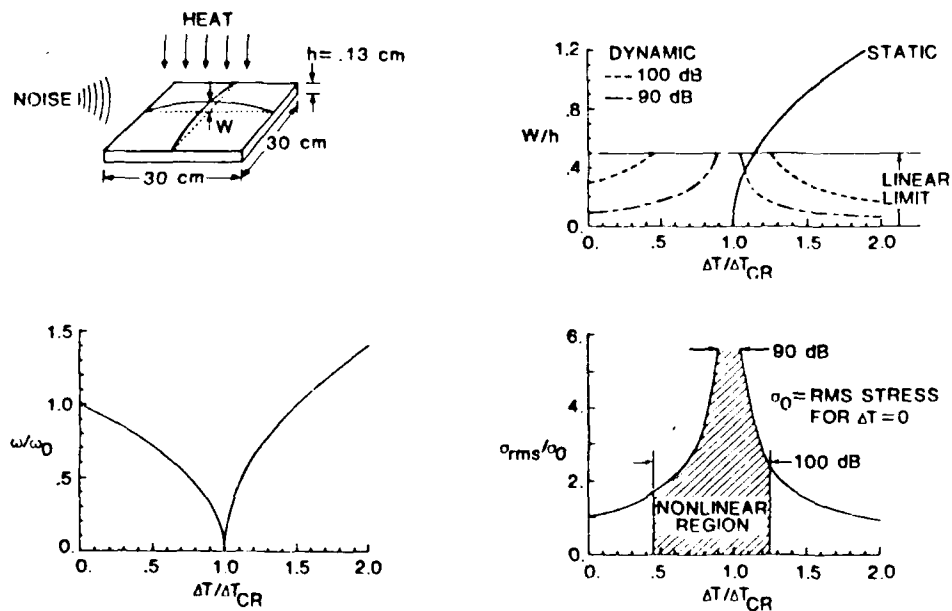 HEAT
h= .13 cm
NOISE
W
30 cm
30 cm
DYNAMIC
100 dB
90 dB
STATIC
W/h
1.2
.8
.4
0.
LINEAR
LIMIT
0. .5 1.0 1.5 2.0
ΔT/ΔTCR
ω/ω0
1.5
1.0
.5
0.
0. .5 1.0 1.5 2.0
ΔT/ΔTCR
σrms/σ0
6.
4.
2.
0.
90 dB
σ0= RMS STRESS
FOR ΔT=0
100 dB
NONLINEAR
REGION
0. .5 1.0 1.5 2.0
ΔT/ΔTCR